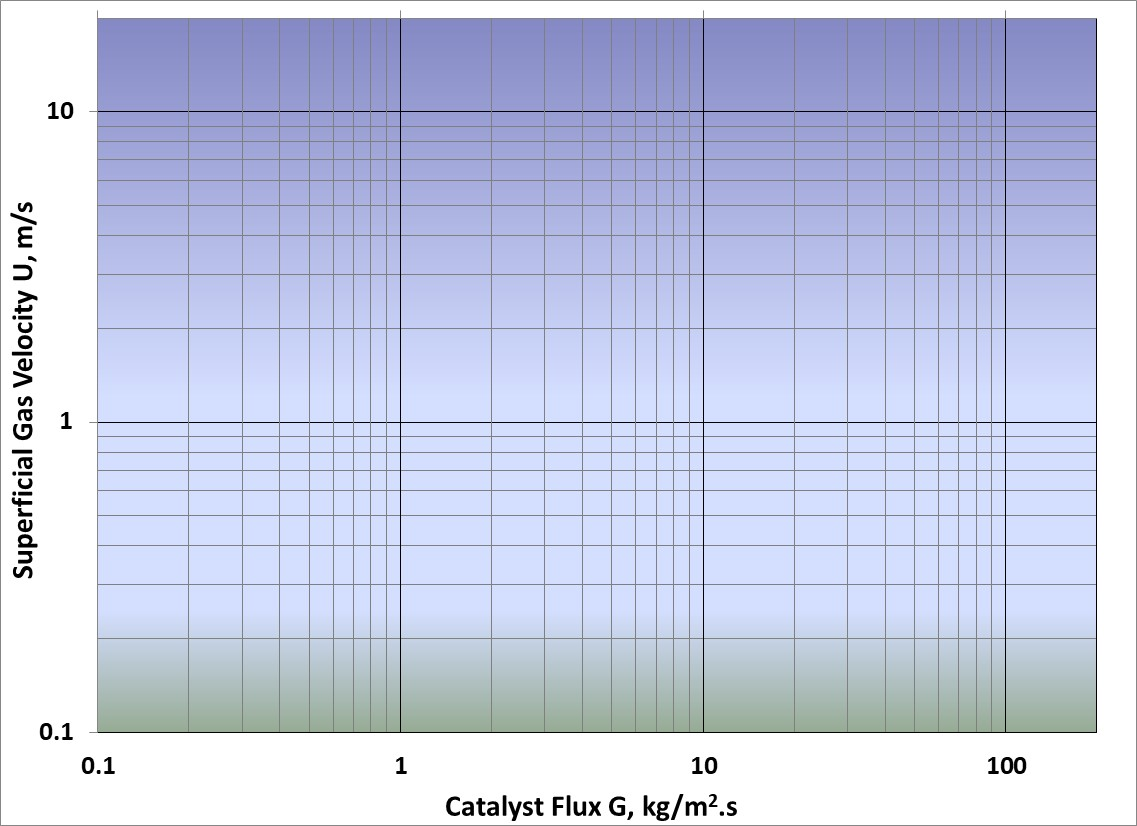 Superficial Gas Velocity U, m/s
10
1
0.1
0.1 1 10 100
Catalyst Flux G, kg/m².s